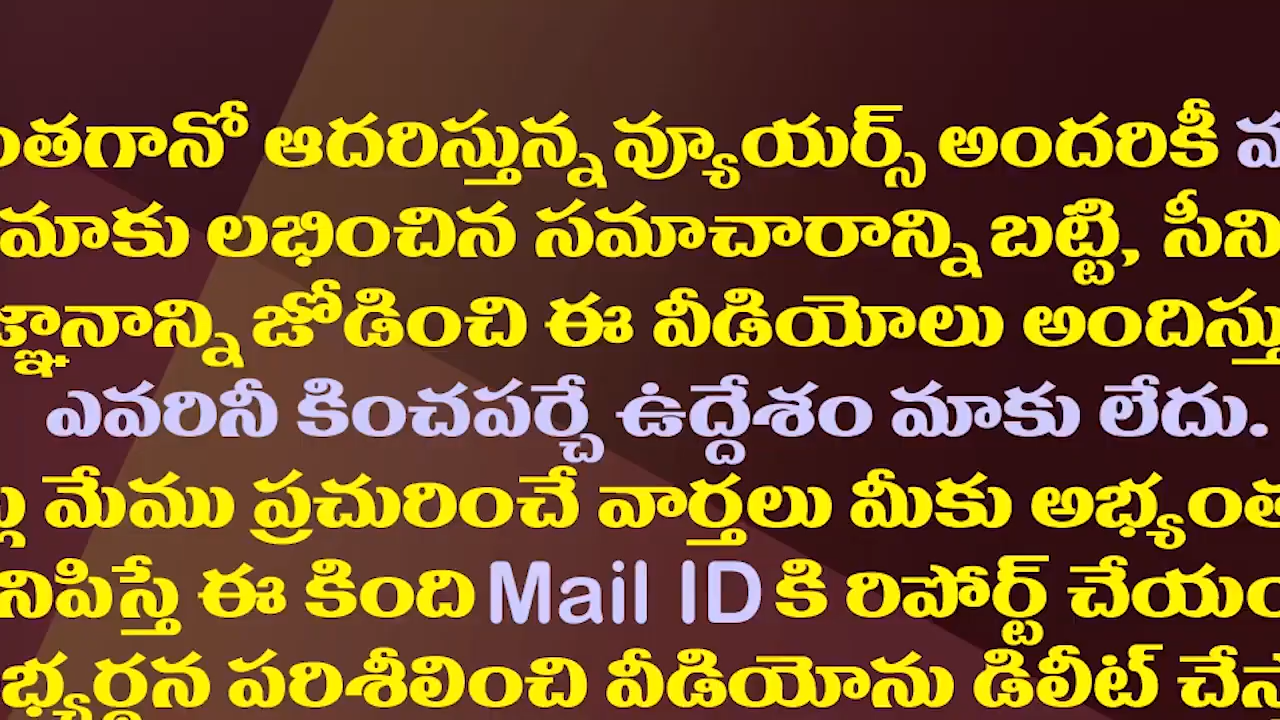 ంతగానో ఆదరిస్తున్న వ్యూయర్స్ అందరికీ
మాకు లభించిన సమాచారాన్ని బట్టి, సీని
జ్ఞానాన్ని జోడించి ఈ వీడియోలు అందిస్తు
ఎవరినీ కించపర్చే ఉద్దేశం మాకు లేదు.
మేము ప్రచురించే వార్తలు మీకు అభ్యంత
నిపిస్తే ఈ కింది Mail ID కి రిపోర్ట్ చేయం
భ్యర్థన పరిశీలించి వీడియోను డిలీట్ చేస